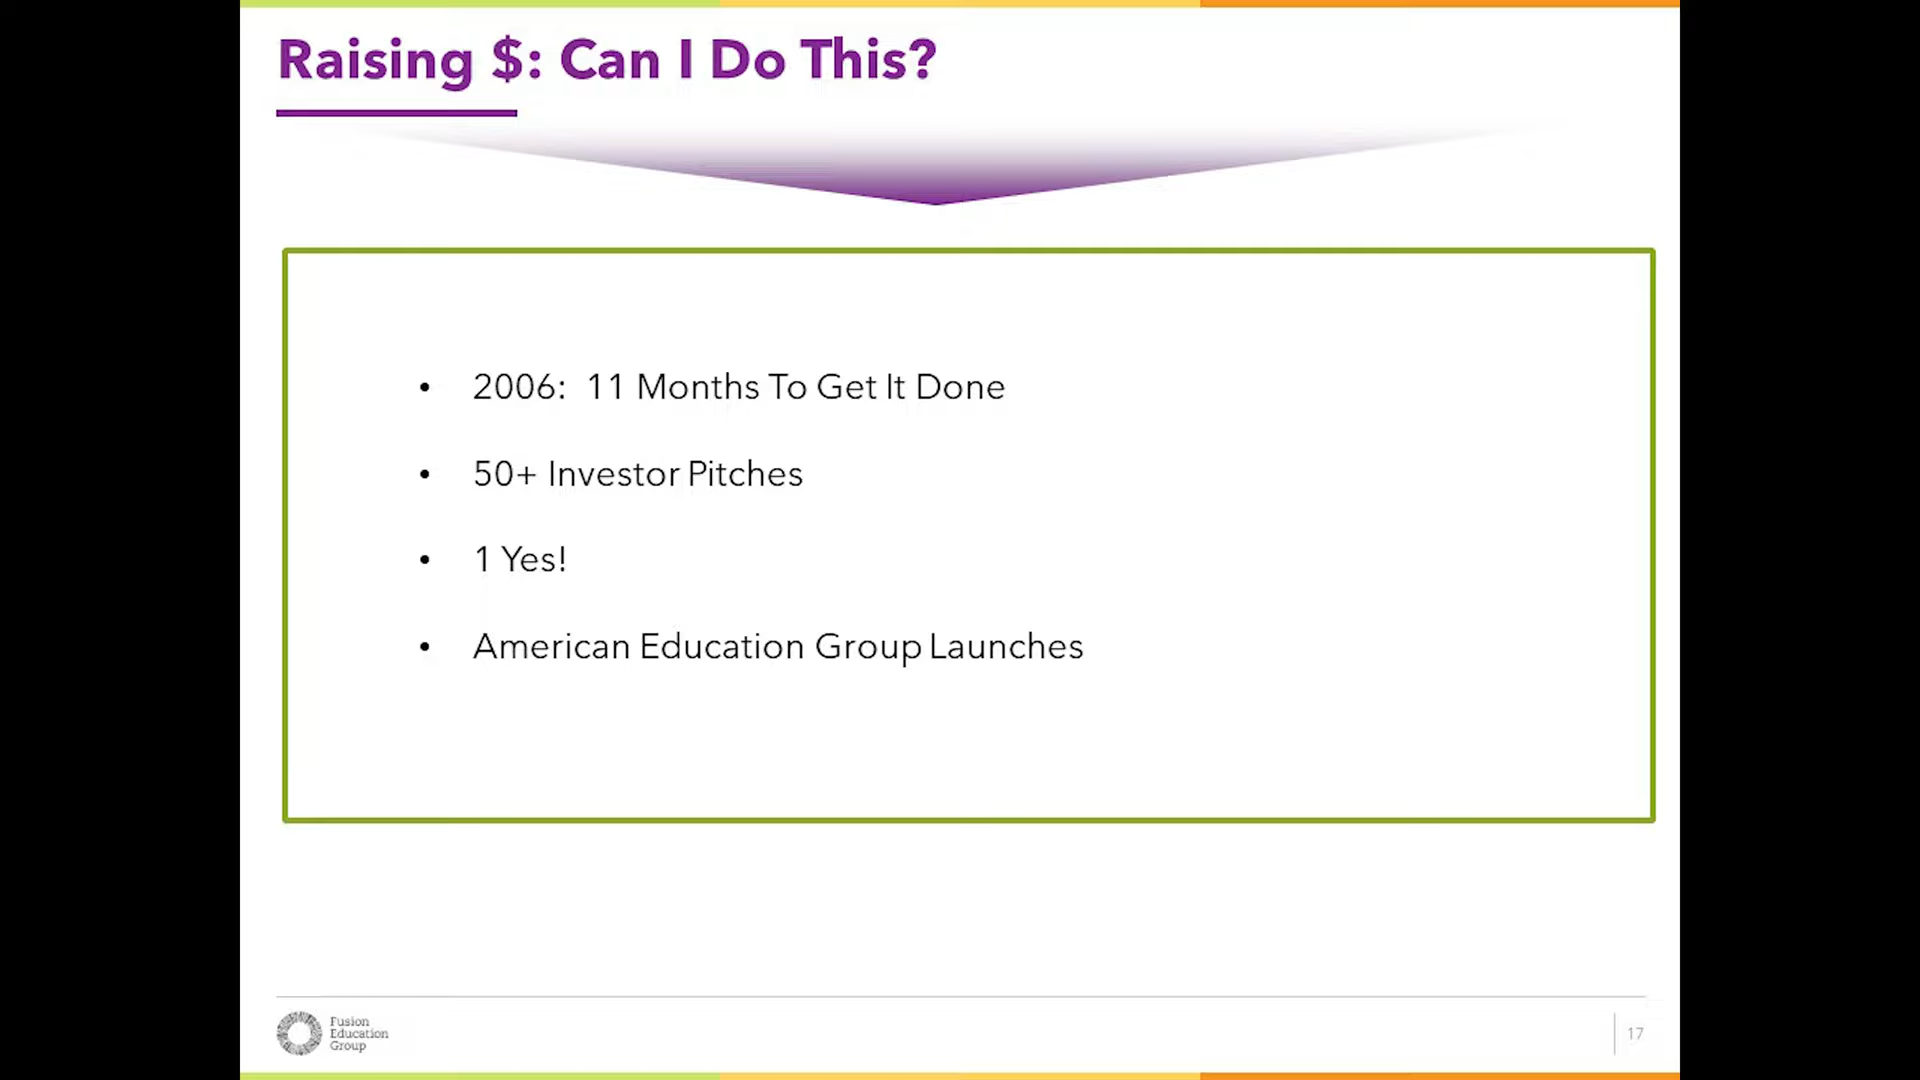 Raising $: Can I Do This?
• 2006: 11 Months To Get It Done
• 50+ Investor Pitches
• 1 Yes!
• American Education Group Launches
Fusion
Education
Group
17